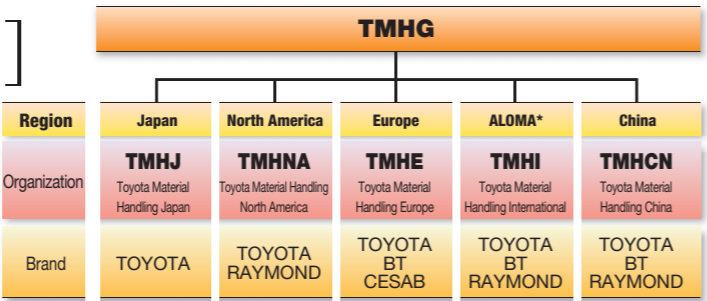 TMHG
Region Japan North America Europe ALOMA* China
Organization
TMHJ
Toyota Material
Handling Japan
TMHNA
Toyota Material Handling
North America
TMHE
Toyota Material
Handling Europe
TMHI
Toyota Material
Handling International
TMHCN
Toyota Material
Handling China
Brand
TOYOTA
TOYOTA
RAYMOND
TOYOTA
BT
CESAB
TOYOTA
BT
RAYMOND
TOYOTA
BT
RAYMOND